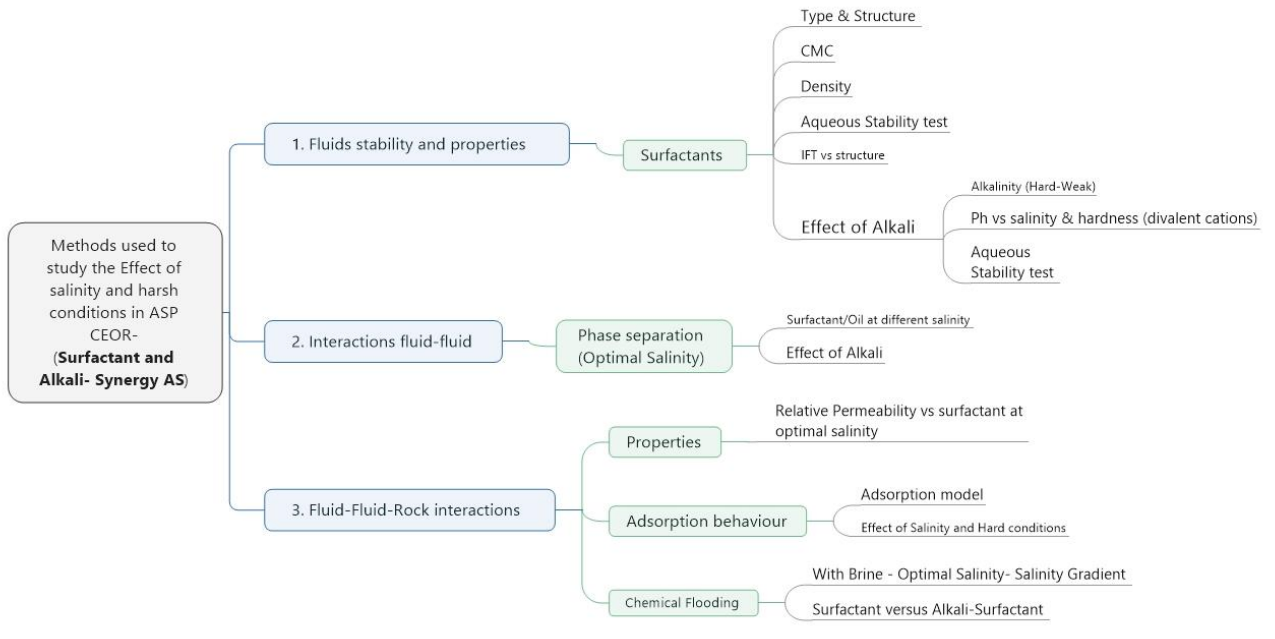 Methods used to
study the Effect of
salinity and harsh
conditions in ASP
CEOR-
(Surfactant and
Alkali- Synergy AS)
1. Fluids stability and properties
Surfactants
Type & Structure
CMC
Density
Aqueous Stability test
IFT vs structure
Effect of Alkali
Alkalinity (Hard-Weak)
Ph vs salinity & hardness (divalent cations)
Aqueous
Stability test
2. Interactions fluid-fluid
Phase separation
(Optimal Salinity)
Surfactant/Oil at different salinity
Effect of Alkali
3. Fluid-Fluid-Rock interactions
Properties
Relative Permeability vs surfactant at
optimal salinity
Adsorption behaviour
Adsorption model
Effect of Salinity and Hard conditions
Chemical Flooding
With Brine - Optimal Salinity- Salinity Gradient
Surfactant versus Alkali-Surfactant